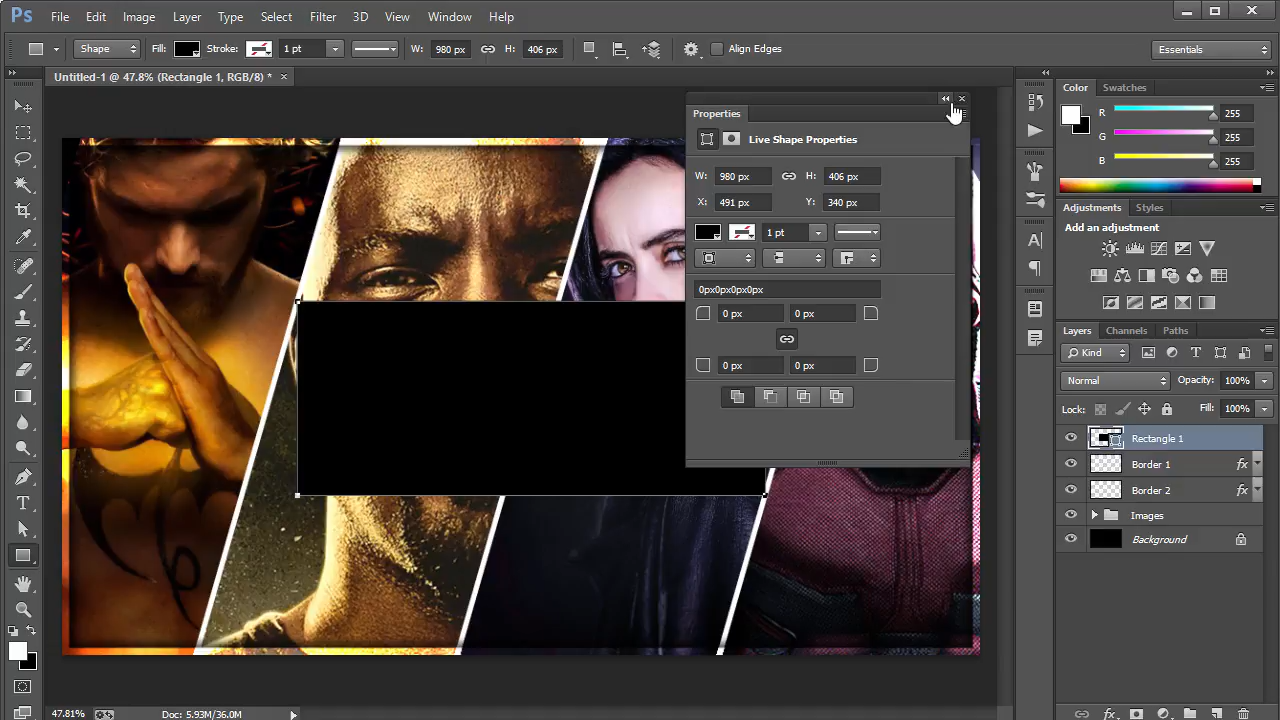 Ps File Edit Image Layer Type Select Filter 3D View Window Help
Shape Fill: Stroke: 1 pt W: 980 px H: 406 px Align Edges Essentials
Untitled-1 @ 47.8% (Rectangle 1, RGB/8) *
Properties
Live Shape Properties
W: 980 px H: 406 px
X: 491 px Y: 340 px
1 pt
0px0px0px0px
0 px 0 px
0 px 0 px
Color Swatches
R 255
G 255
B 255
Adjustments Styles
Add an adjustment
Layers Channels Paths
Kind
Normal Opacity: 100%
Lock: Fill: 100%
Rectangle 1
Border 1 fx
Border 2 fx
Images
Background
47.81% Doc: 5.93M/36.0M